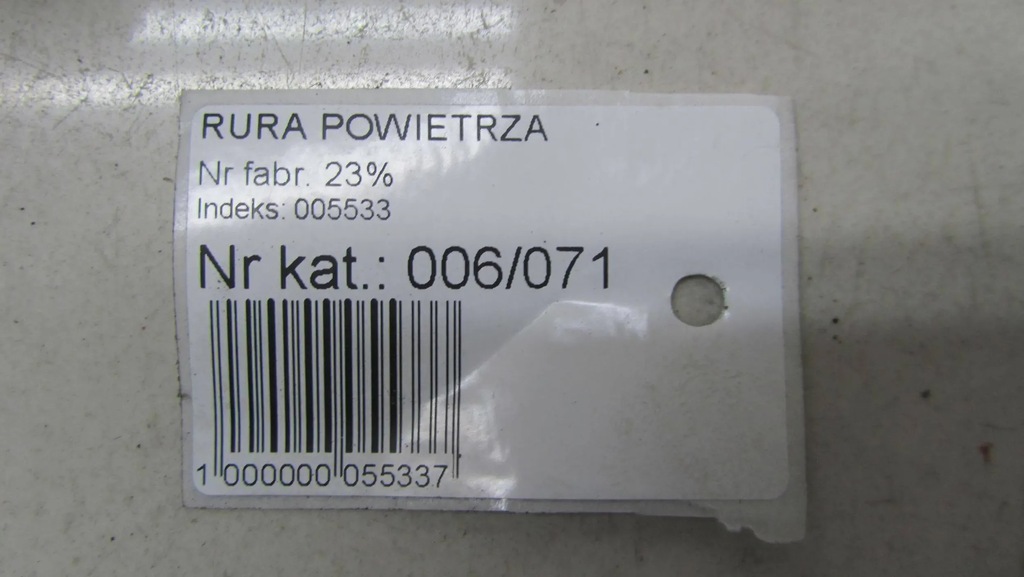 RURA POWIETRZA
Nr fabr. 23%
Indeks: 005533
Nr kat.: 006/071
1 000000 055337